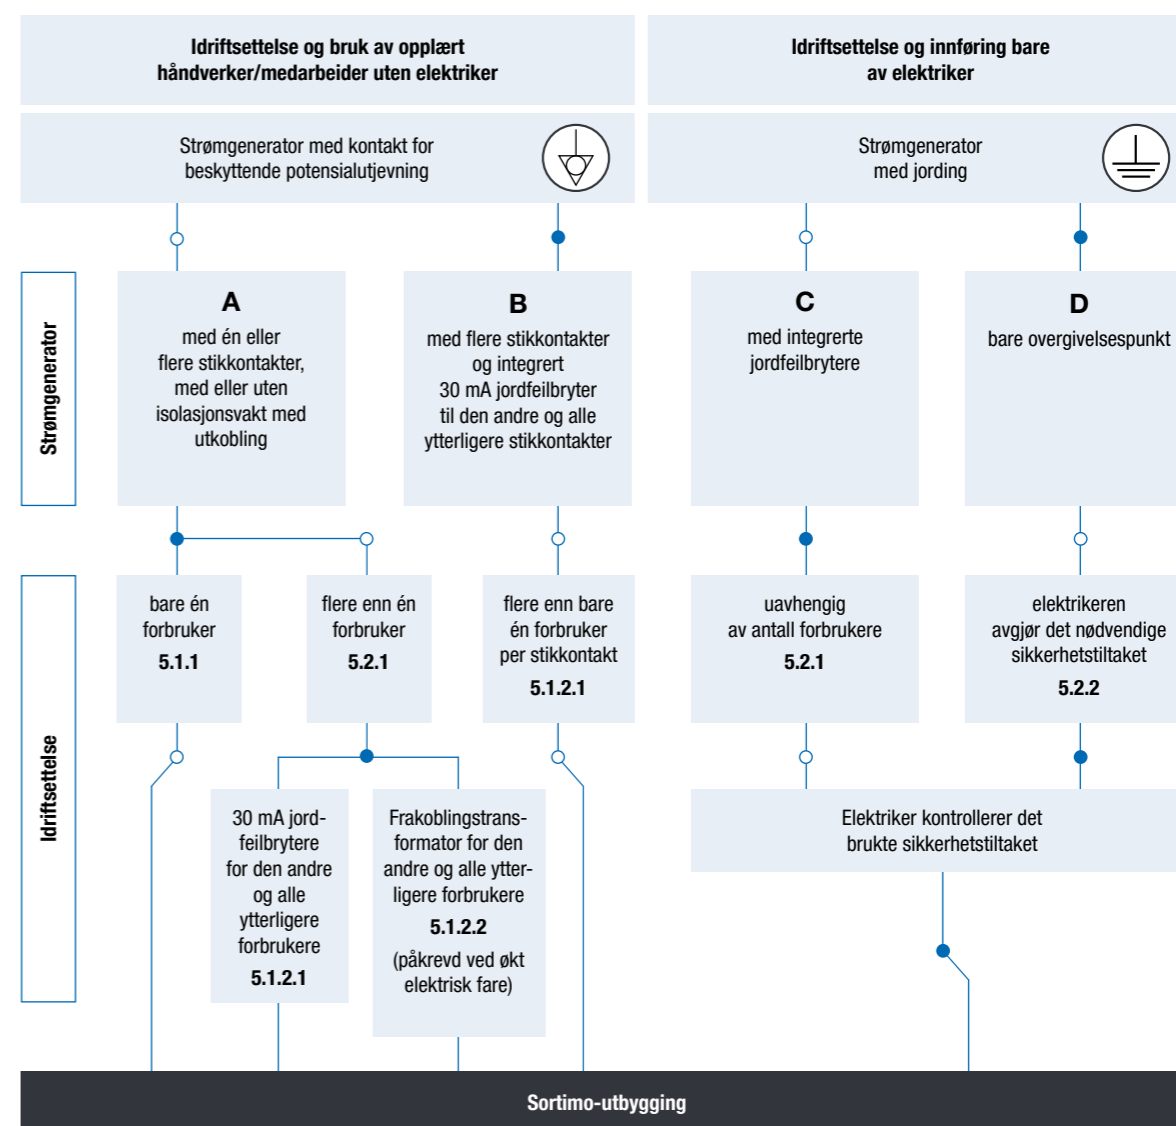 Idriftsettelse og bruk av opplært
håndverker/medarbeider uten elektriker
Idriftsettelse og innføring bare
av elektriker
Strømgenerator med kontakt for
beskyttende potensialutjevning
Strømgenerator
med jording
Strømgenerator
A
med én eller
flere stikkontakter,
med eller uten
isolasjonsvakt med
utkobling
B
med flere stikkontakter
og integrert
30 mA jordfeilbryter
til den andre og alle
ytterligere stikkontakter
C
med integrerte
jordfeilbrytere
D
bare overgivelsespunkt
Idriftsettelse
bare én
forbruker
5.1.1
flere enn én
forbruker
5.2.1
flere enn bare
én forbruker
per stikkontakt
5.1.2.1
uavhengig
av antall forbrukere
5.2.1
elektrikeren
avgjør det nødvendige
sikkerhetstiltaket
5.2.2
30 mA jord-
feilbrytere
for den andre
og alle
ytterligere
forbrukere
5.1.2.1
Frakoblingstrans-
formator for den
andre og alle ytter-
ligere forbrukere
5.1.2.2
(påkrevd ved økt
elektrisk fare)
Elektriker kontrollerer det
brukte sikkerhetstiltaket
Sortimo-utbygging